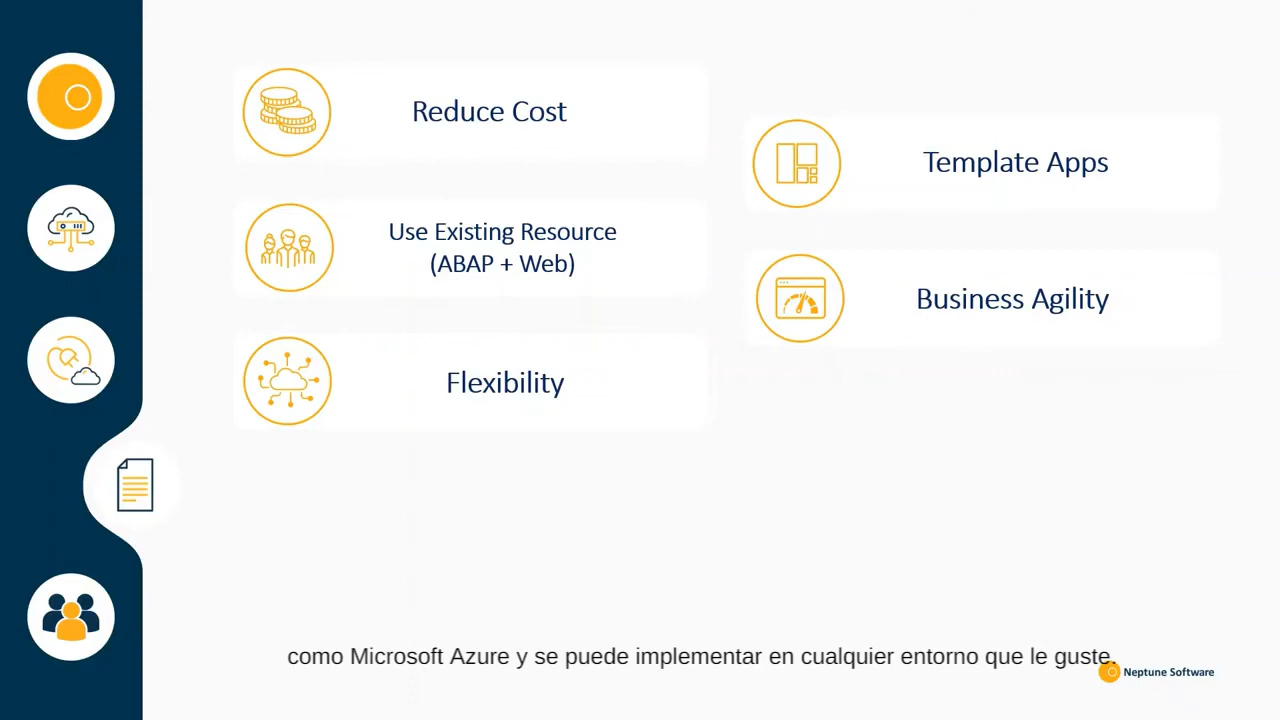 Reduce Cost
Use Existing Resource
(ABAP + Web)
Flexibility
Template Apps
Business Agility
como Microsoft Azure y se puede implementar en cualquier entorno que le guste.
Neptune Software